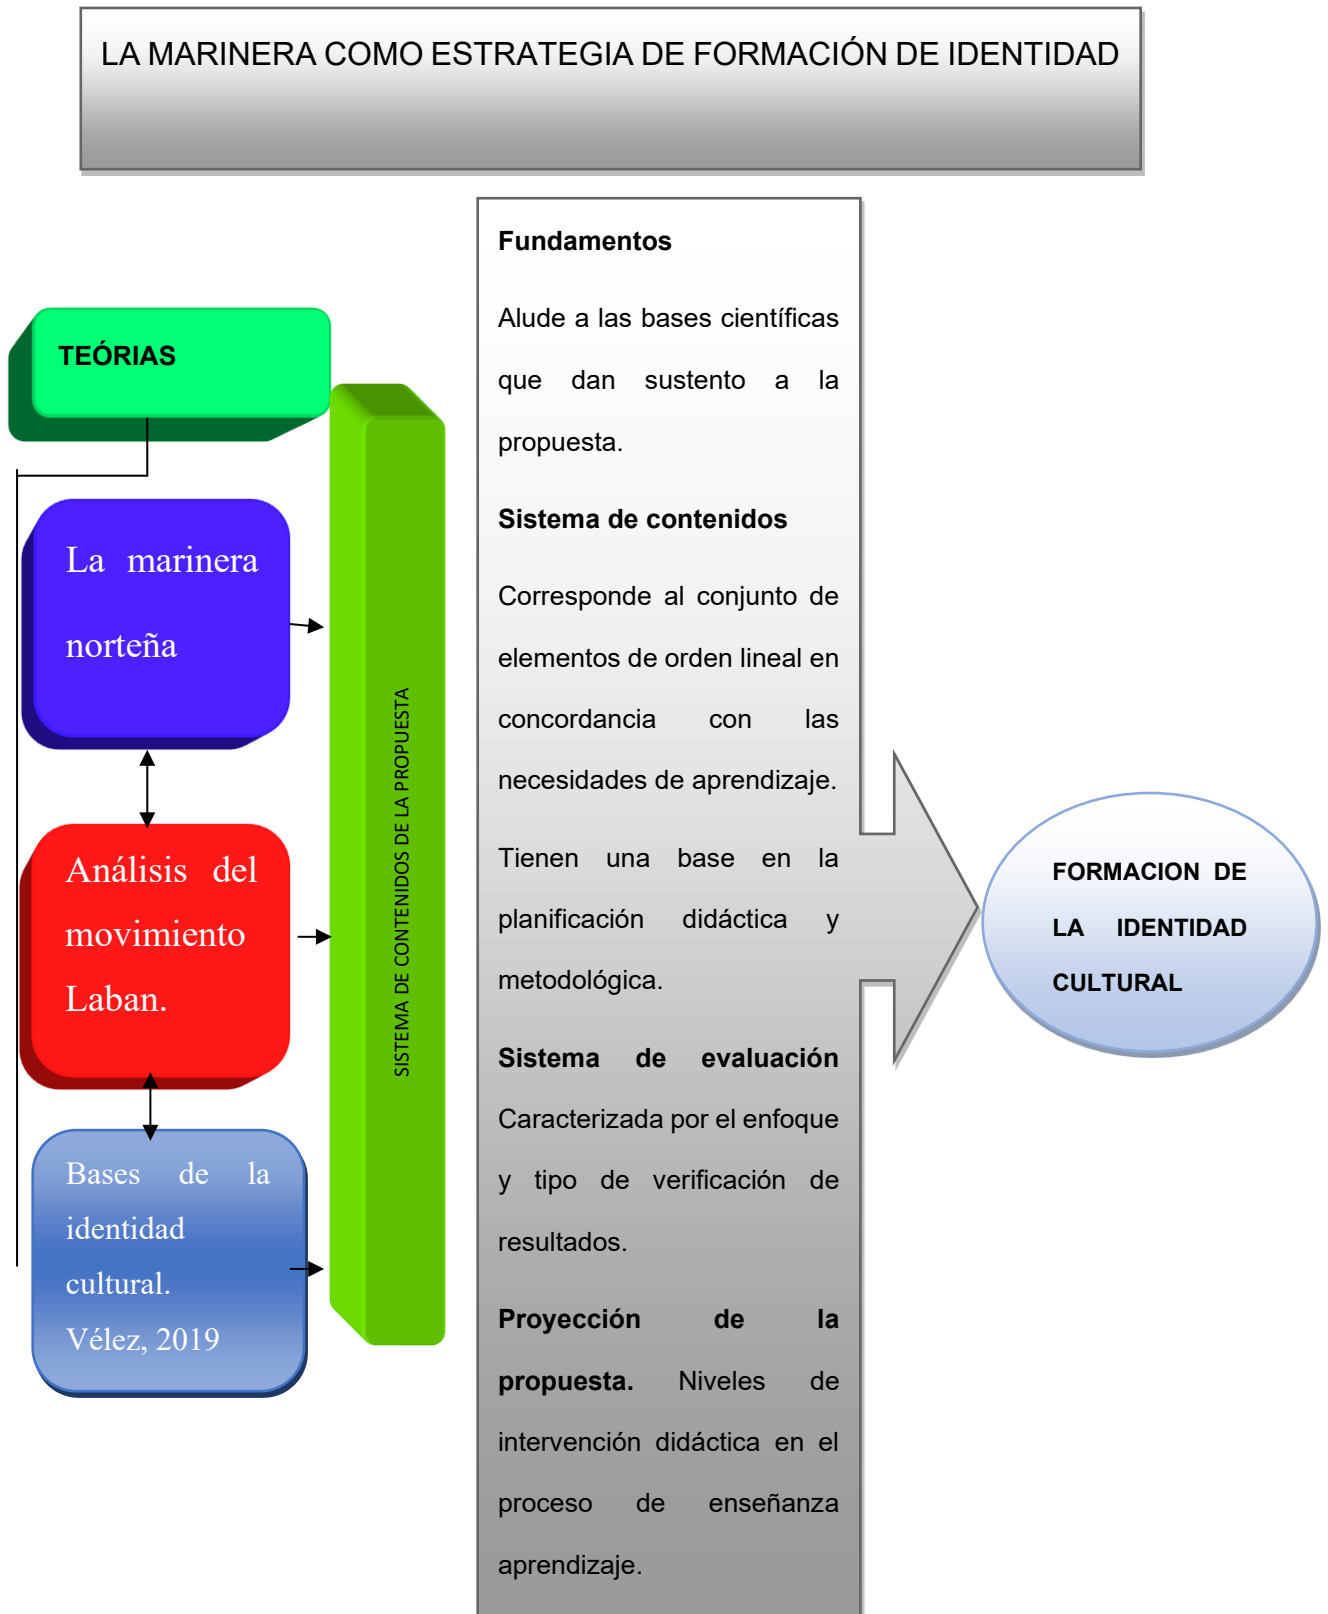 LA MARINERA COMO ESTRATEGIA DE FORMACIÓN DE IDENTIDAD
TEÓRIAS
La marinera
norteña
Análisis del
movimiento
Laban.
Bases de la
identidad
cultural.
Vélez, 2019
SISTEMA DE CONTENIDOS DE LA PROPUESTA
Fundamentos
Alude a las bases científicas
que dan sustento a la
propuesta.
Sistema de contenidos
Corresponde al conjunto de
elementos de orden lineal en
concordancia con las
necesidades de aprendizaje.
Tienen una base en la
planificación didáctica y
metodológica.
Sistema de evaluación
Caracterizada por el enfoque
y tipo de verificación de
resultados.
Proyección de la
propuesta. Niveles de
intervención didáctica en el
proceso de enseñanza
aprendizaje.
FORMACION DE
LA IDENTIDAD
CULTURAL